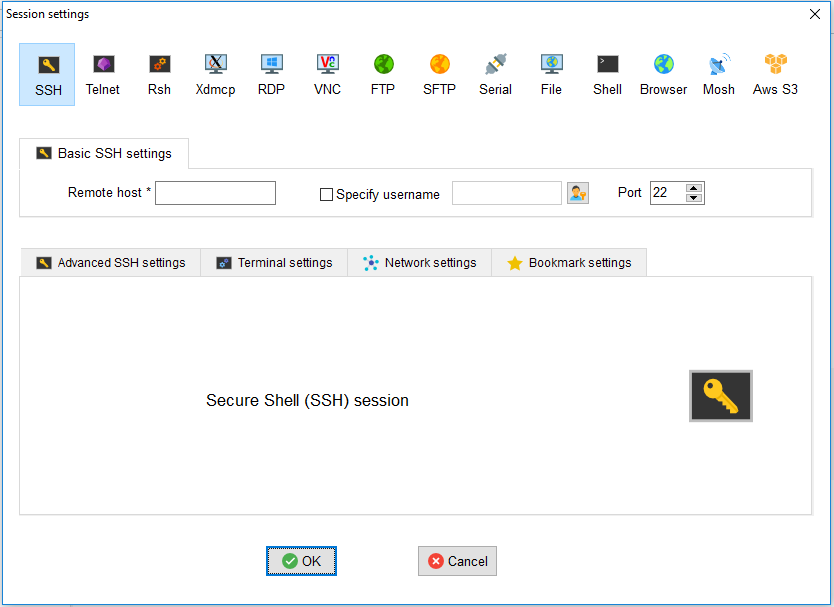 Session settings
SSH Telnet Rsh Xdmcp RDP VNC FTP SFTP Serial File Shell Browser Mosh Aws S3
Basic SSH settings
Remote host * Specify username Port 22
Advanced SSH settings Terminal settings Network settings Bookmark settings
Secure Shell (SSH) session
OK Cancel